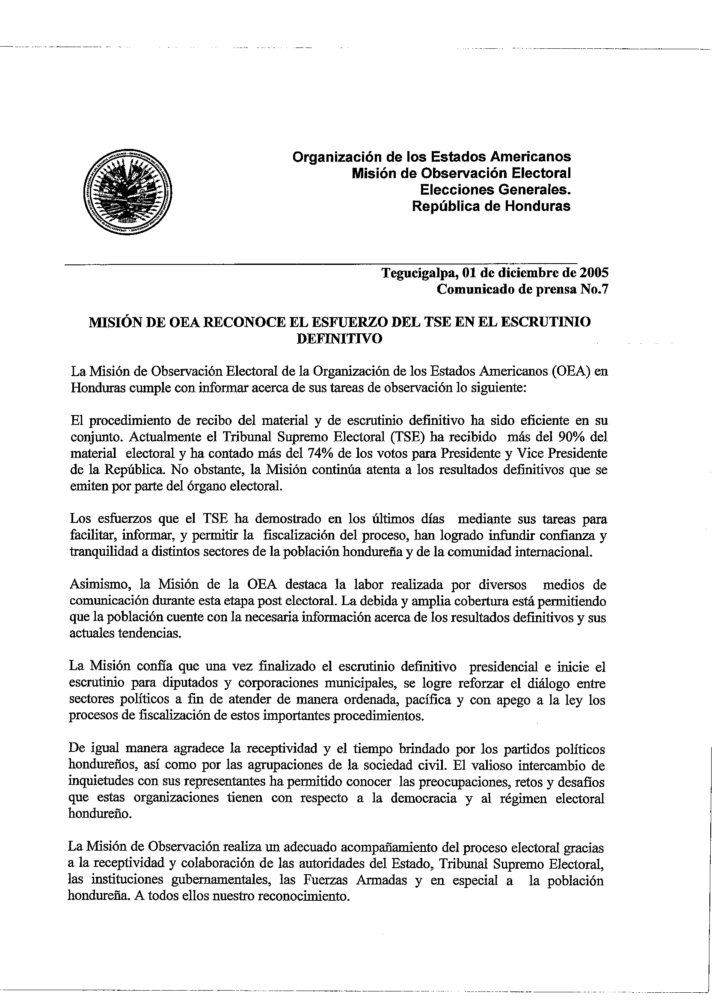 Organización de los Estados Americanos
Misión de Observación Electoral
Elecciones Generales.
República de Honduras
Tegucigalpa, 01 de diciembre de 2005
Comunicado de prensa No.7
MISIÓN DE OEA RECONOCE EL ESFUERZO DEL TSE EN EL ESCRUTINIO
DEFINITIVO
La Misión de Observación Electoral de la Organización de los Estados Americanos (OEA) en
Honduras cumple con informar acerca de sus tareas de observación lo siguiente:
El procedimiento de recibo del material y de escrutinio definitivo ha sido eficiente en su
conjunto. Actualmente el Tribunal Supremo Electoral (TSE) ha recibido más del 90% del
material electoral y ha contado más del 74% de los votos para Presidente y Vice Presidente
de la República. No obstante, la Misión continúa atenta a los resultados definitivos que se
emiten por parte del órgano electoral.
Los esfuerzos que el TSE ha demostrado en los últimos días mediante sus tareas para
facilitar, informar, y permitir la fiscalización del proceso, han logrado infundir confianza y
tranquilidad a distintos sectores de la población hondureña y de la comunidad internacional.
Asimismo, la Misión de la OEA destaca la labor realizada por diversos medios de
comunicación durante esta etapa post electoral. La debida y amplia cobertura está permitiendo
que la población cuente con la necesaria información acerca de los resultados definitivos y sus
actuales tendencias.
La Misión confía que una vez finalizado el escrutinio definitivo presidencial e inicie el
escrutinio para diputados y corporaciones municipales, se logre reforzar el diálogo entre
sectores políticos a fin de atender de manera ordenada, pacífica y con apego a la ley los
procesos de fiscalización de estos importantes procedimientos.
De igual manera agradece la receptividad y el tiempo brindado por los partidos políticos
hondureños, así como por las agrupaciones de la sociedad civil. El valioso intercambio de
inquietudes con sus representantes ha permitido conocer las preocupaciones, retos y desafíos
que estas organizaciones tienen con respecto a la democracia y al régimen electoral
hondureño.
La Misión de Observación realiza un adecuado acompañamiento del proceso electoral gracias
a la receptividad y colaboración de las autoridades del Estado, Tribunal Supremo Electoral,
las instituciones gubernamentales, las Fuerzas Armadas y en especial a la población
hondureña. A todos ellos nuestro reconocimiento.